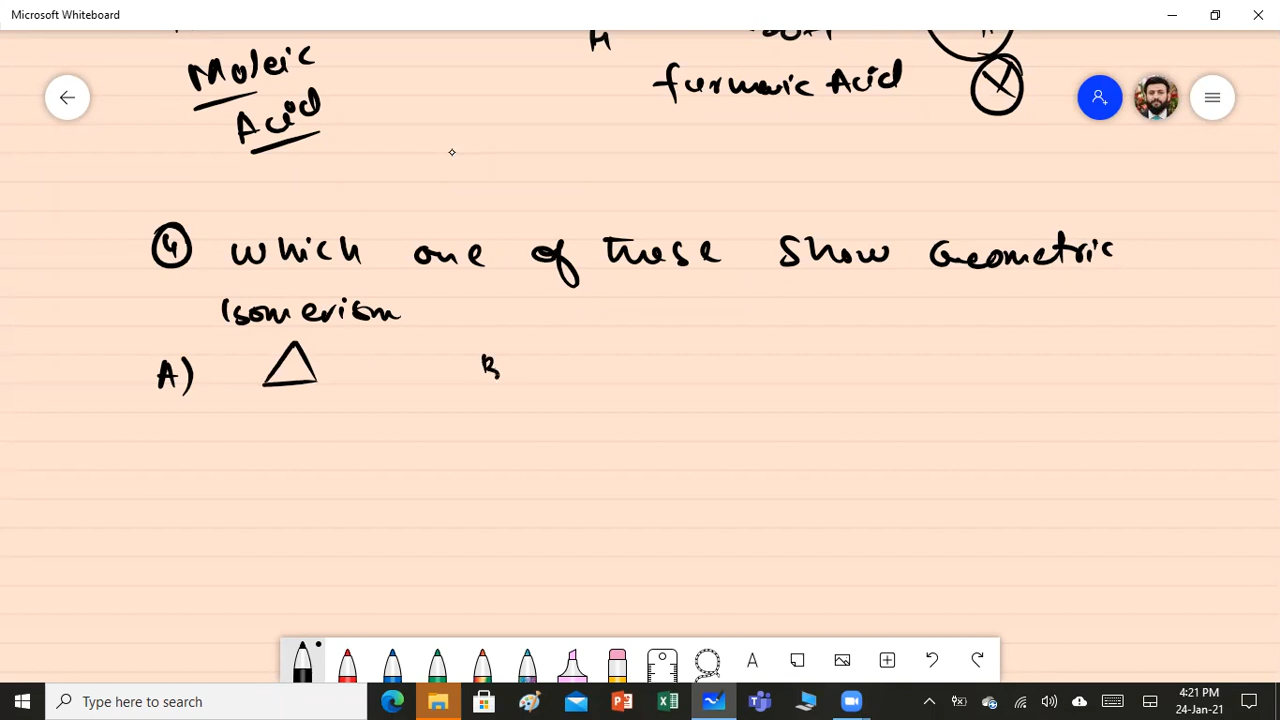 Microsoft Whiteboard
Moleic
Acid
H
furmaric Acid
4 which one of these show Geometric
Isomerism
A) B
A
Type here to search
4:21 PM
24-Jan-21